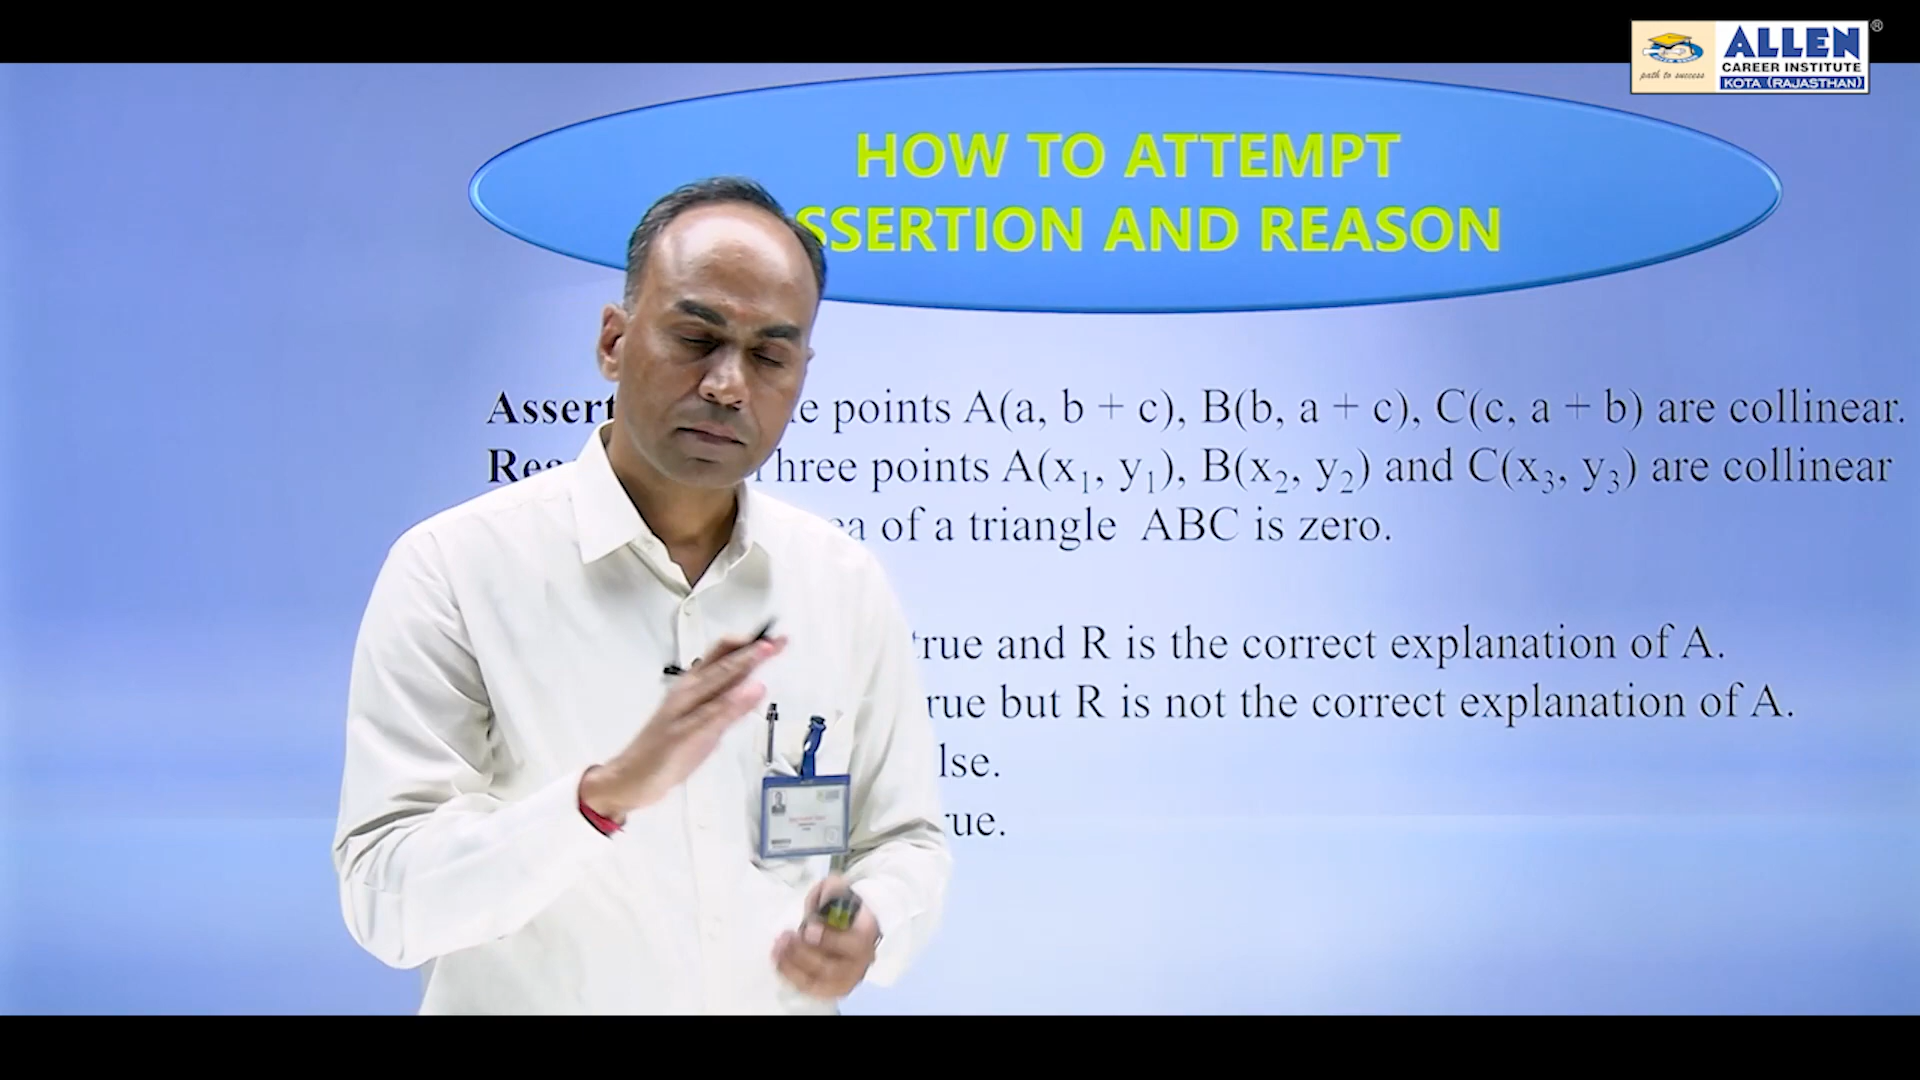 ALLEN
CAREER INSTITUTE
KOTA (RAJASTHAN)
path to success
®
HOW TO ATTEMPT
SSERTION AND REASON
Assert e points A(a, b + c), B(b, a + c), C(c, a + b) are collinear.
Rea Three points A(x₁, y₁), B(x₂, y₂) and C(x₃, y₃) are collinear
ea of a triangle ABC is zero.
true and R is the correct explanation of A.
rue but R is not the correct explanation of A.
lse.
rue.